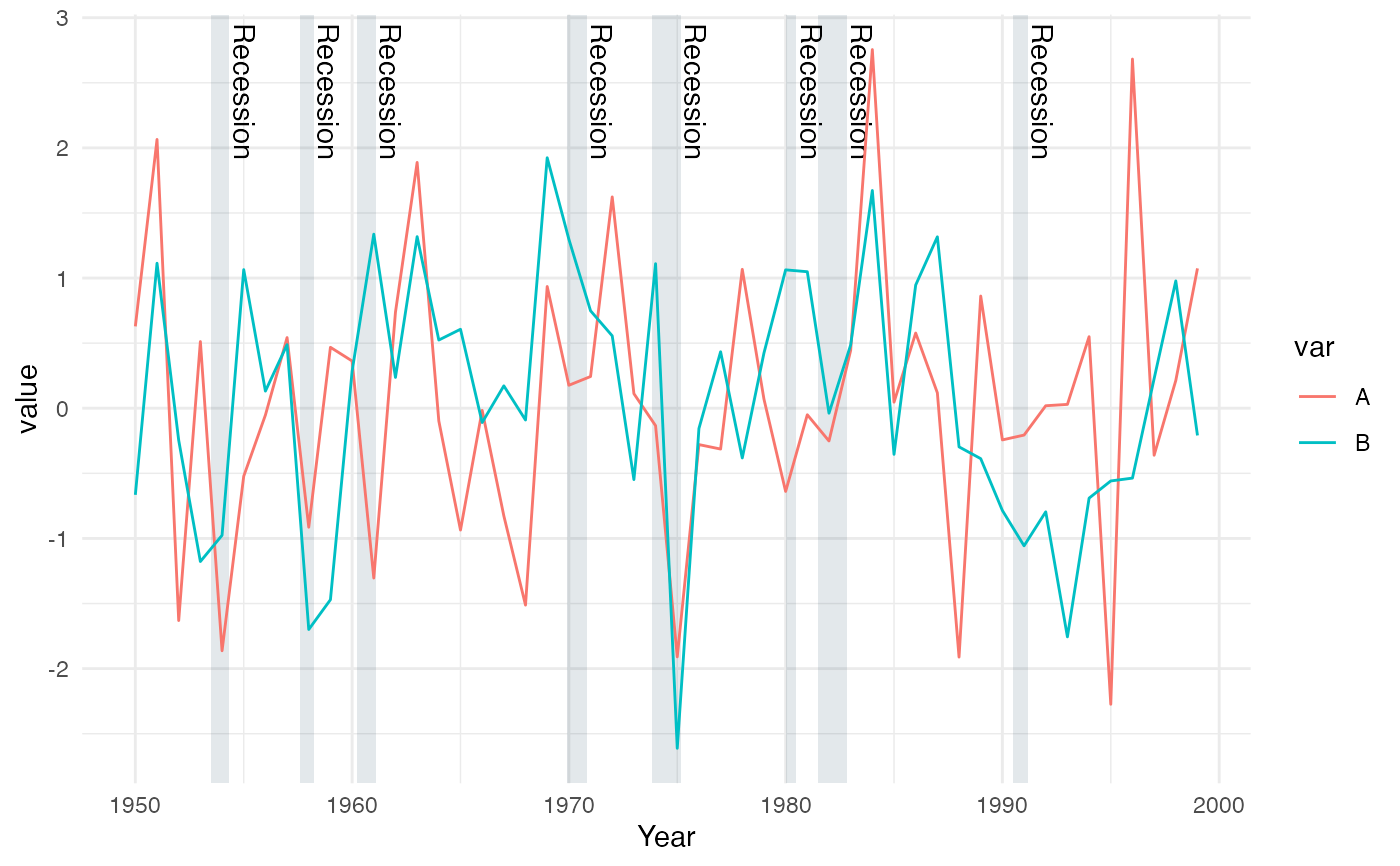 3
2
1
0
-1
-2
value
Recession
Recession
Recession
Recession
Recession
Recession
Recession
Recession
1950
1960
1970
1980
1990
2000
Year
var
A
B